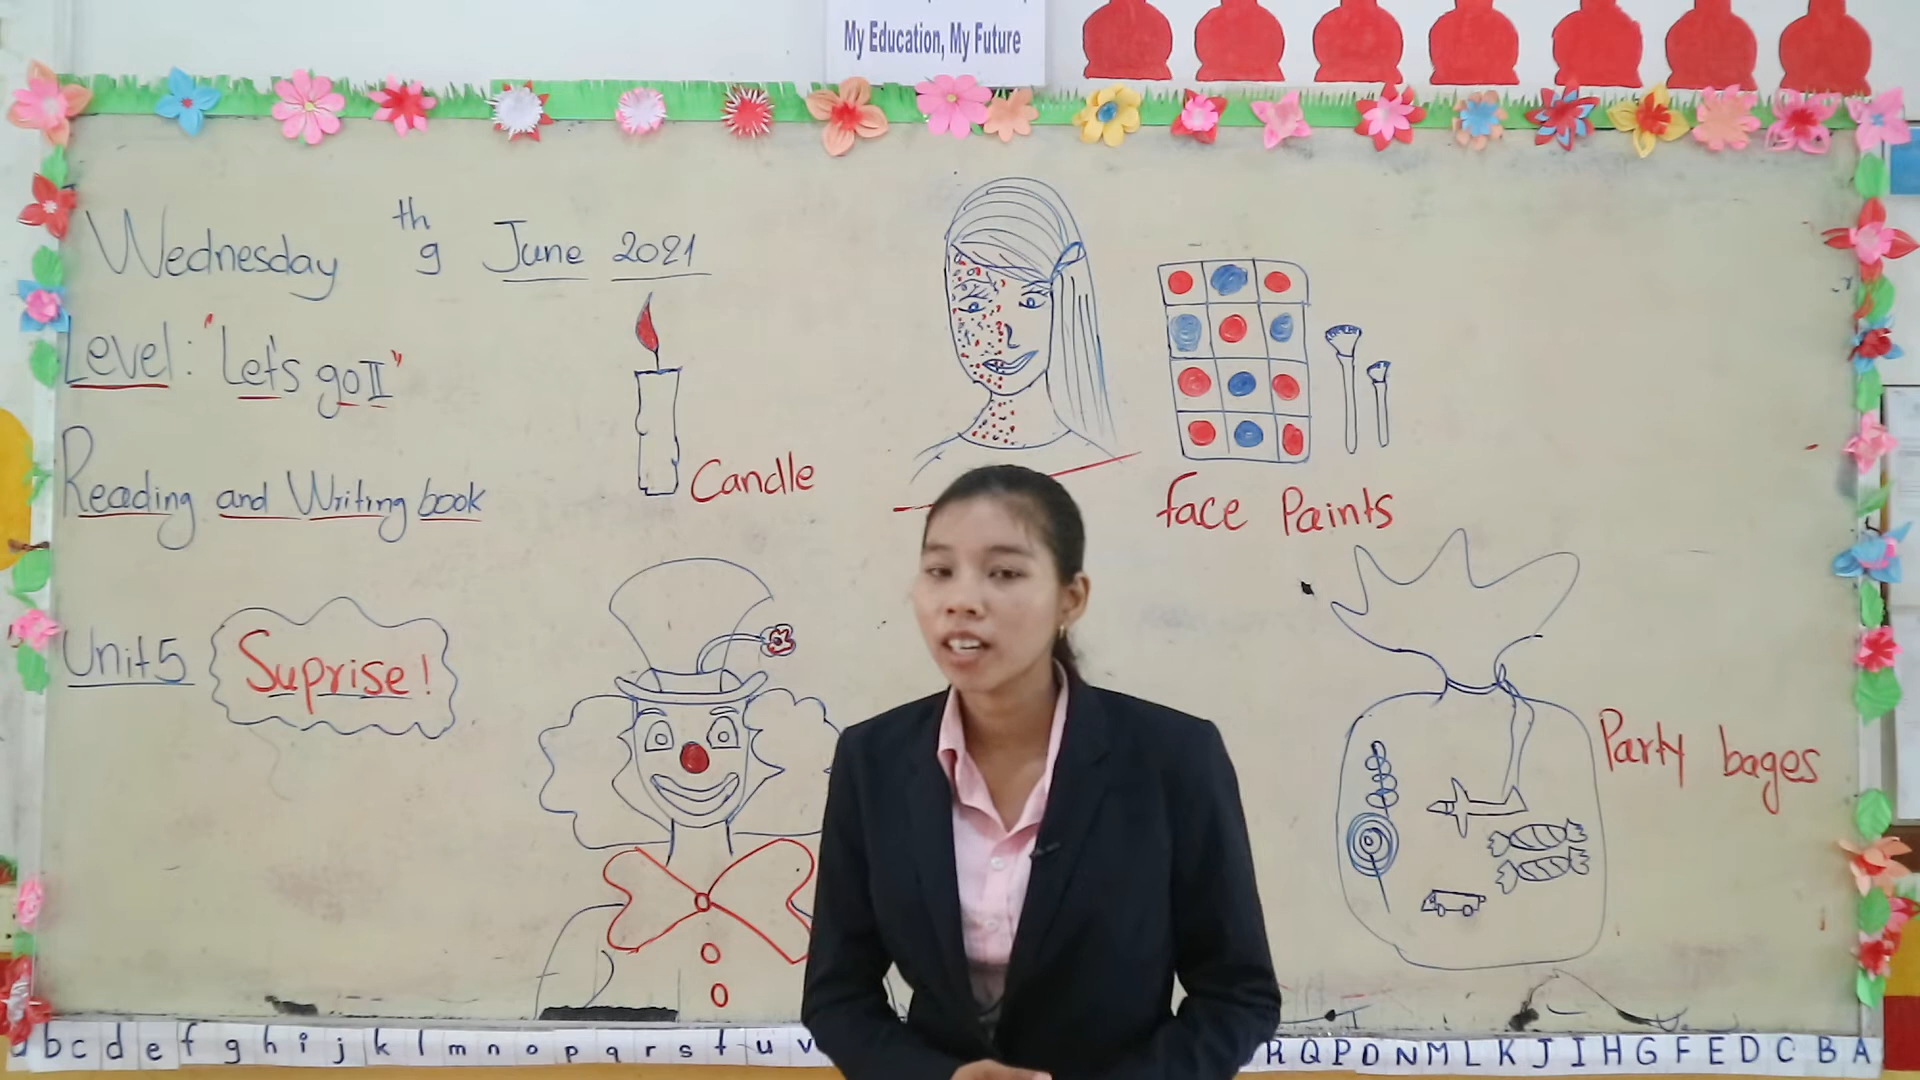 My Education, My Future
Wednesday 9th June 2021
Level: "Let's go II"
Reading and Writing book
Unit 5 Suprise!
Candle
face Paints
Party bages
b c d e f g h i j k l m n o p q r s t u v
R Q P O N M L K J I H G F E D C B A